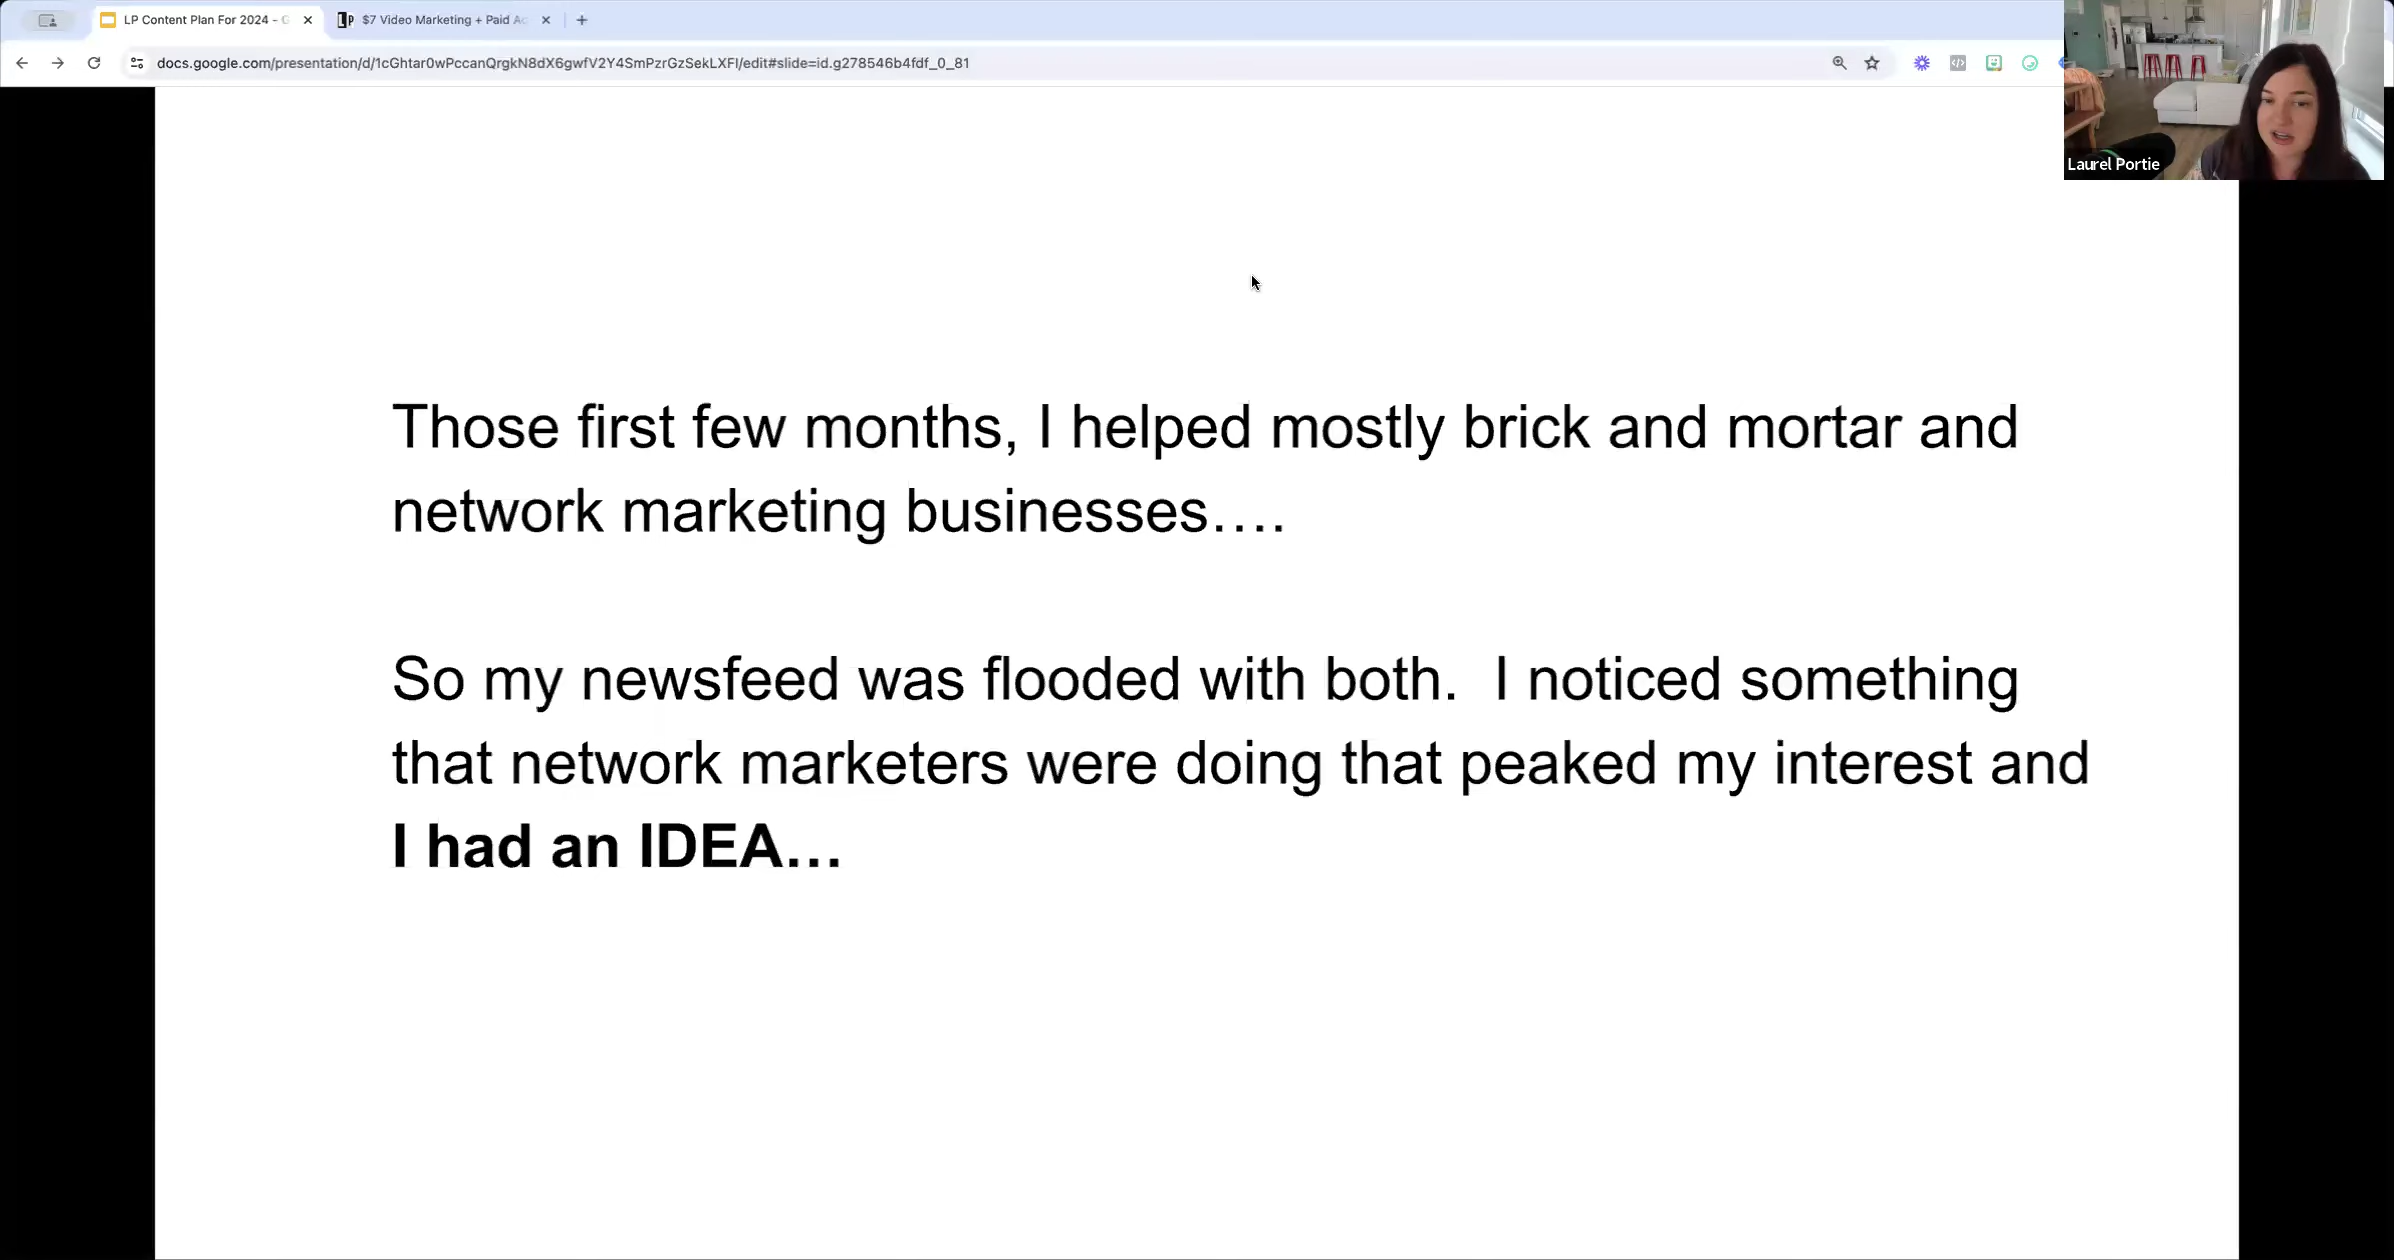 LP Content Plan For 2024 - G
$7 Video Marketing + Paid Ac
docs.google.com/presentation/d/1cGhtar0wPccanQrgkN8dX6gwfV2Y4SmPzrGzSekLXFI/edit#slide=id.g278546b4fdf_0_81
Laurel Portie
Those first few months, I helped mostly brick and mortar and
network marketing businesses….
So my newsfeed was flooded with both.  I noticed something
that network marketers were doing that peaked my interest and
I had an IDEA…